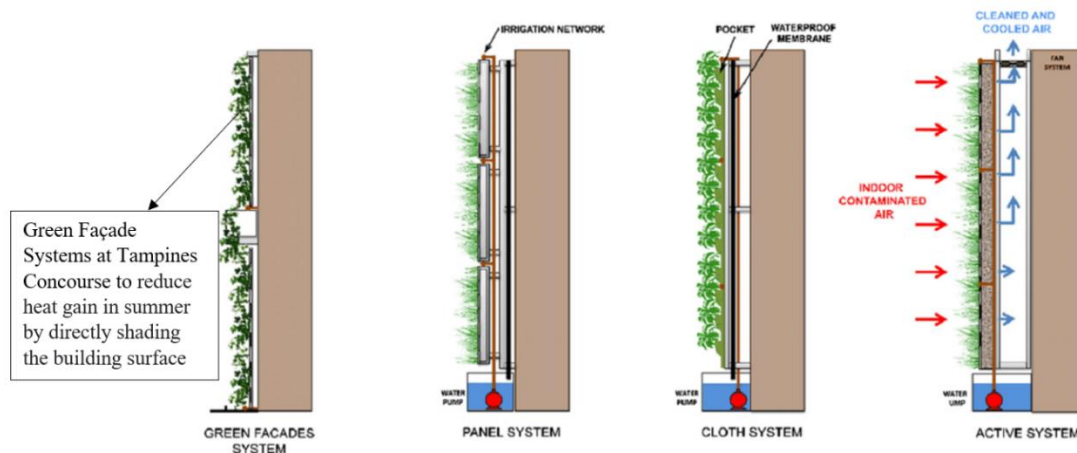 Green Façade
Systems at Tampines
Concourse to reduce
heat gain in summer
by directly shading
the building surface
GREEN FACADES
SYSTEM
IRRIGATION NETWORK
WATER
PUMP
PANEL SYSTEM
POCKET
WATERPROOF
MEMBRANE
WATER
PUMP
CLOTH SYSTEM
CLEANED AND
COOLED AIR
FAN
SYSTEM
INDOOR
CONTAMINATED
AIR
WATER
UMP
ACTIVE SYSTEM